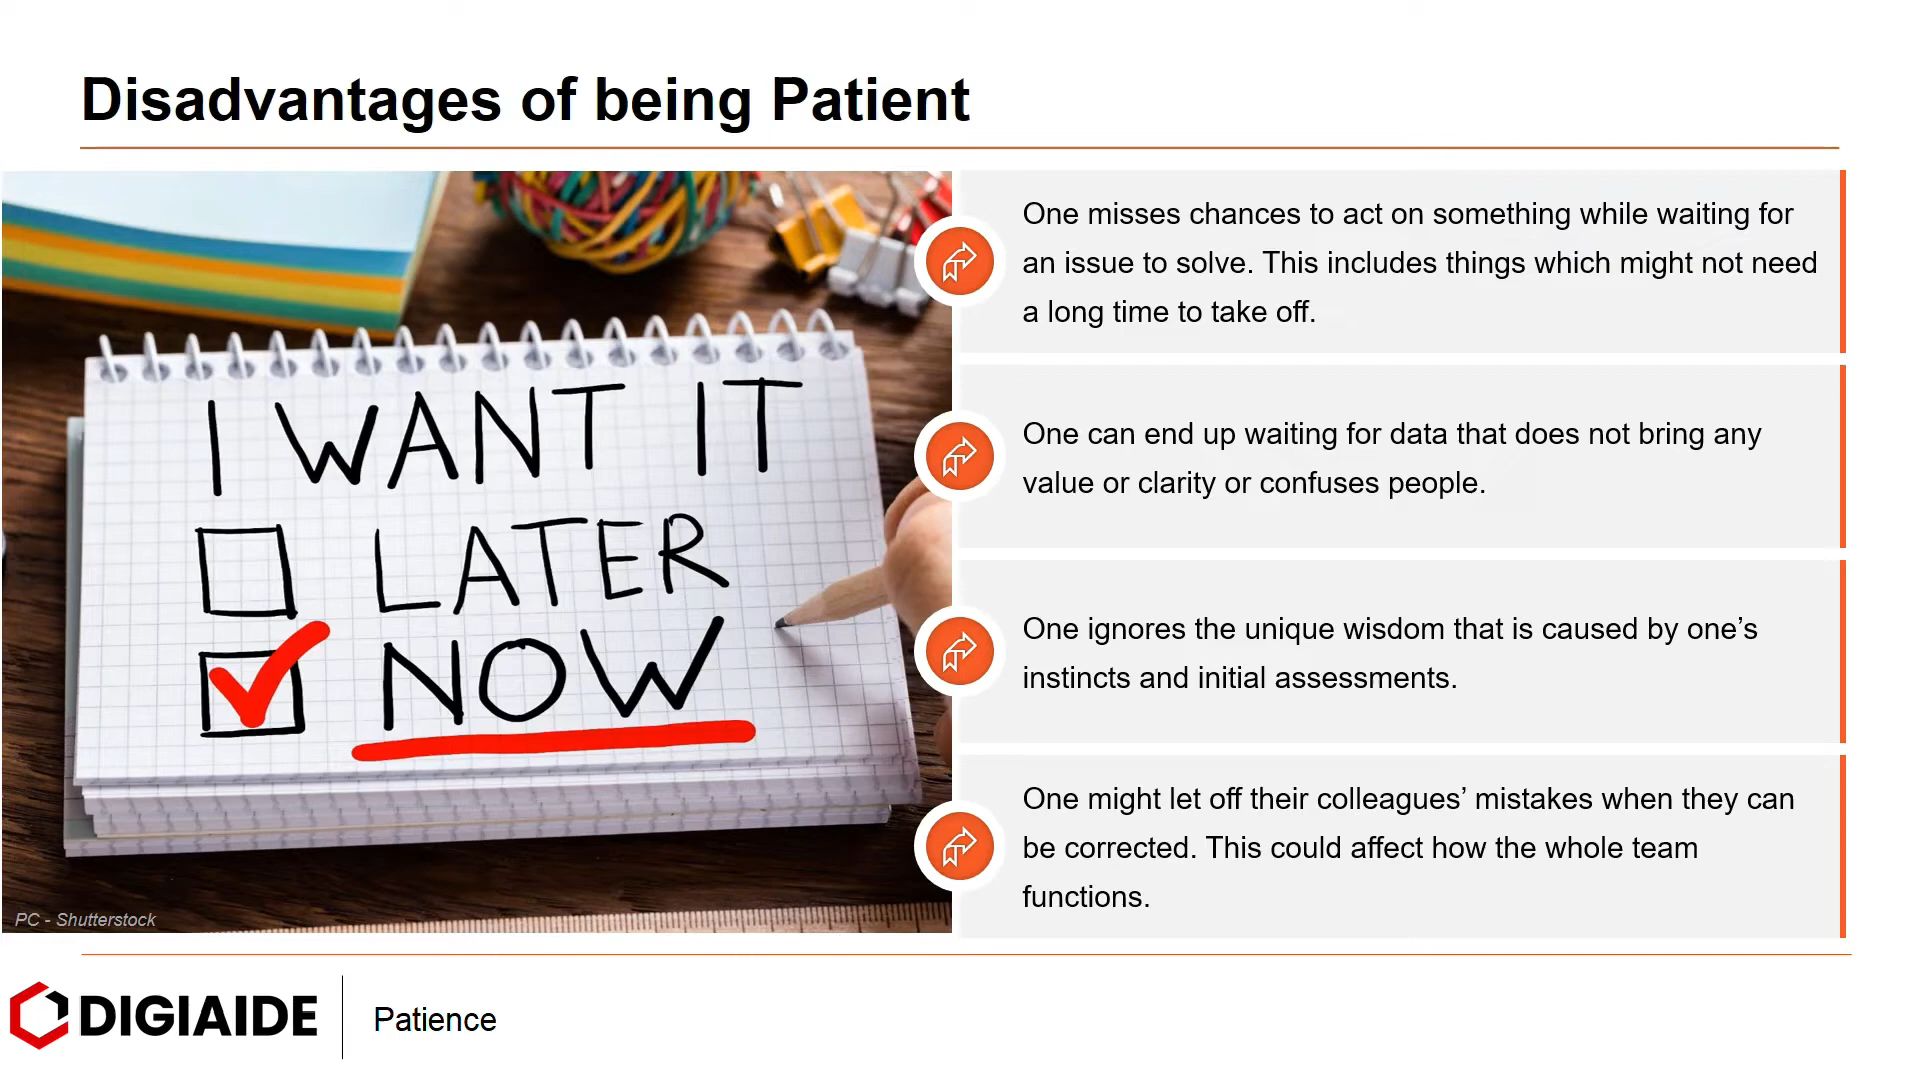 Disadvantages of being Patient
I WANT IT
LATER
NOW
PC - Shutterstock
One misses chances to act on something while waiting for
an issue to solve. This includes things which might not need
a long time to take off.
One can end up waiting for data that does not bring any
value or clarity or confuses people.
One ignores the unique wisdom that is caused by one’s
instincts and initial assessments.
One might let off their colleagues’ mistakes when they can
be corrected. This could affect how the whole team
functions.
DIGIAIDE
Patience